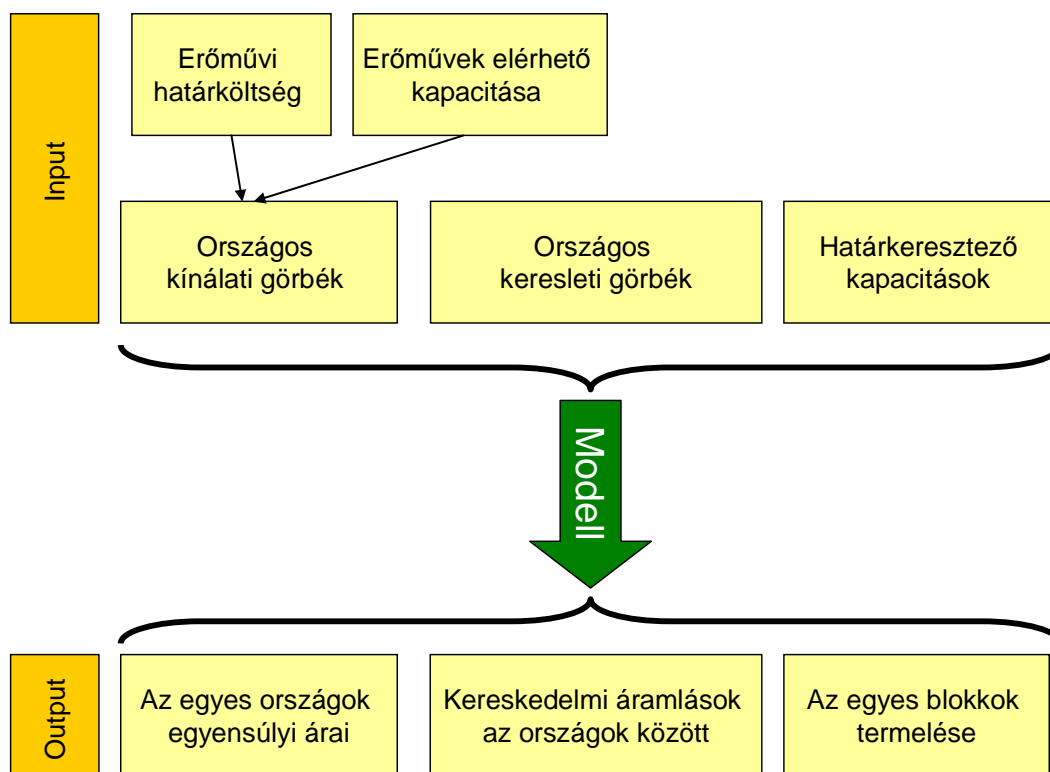 Input
Erőművi
határköltség
Erőművek elérhető
kapacitása
Országos
kínálati görbék
Országos
keresleti görbék
Határkeresztező
kapacitások
Modell
Output
Az egyes országok
egyensúlyi árai
Kereskedelmi áramlások
az országok között
Az egyes blokkok
termelése